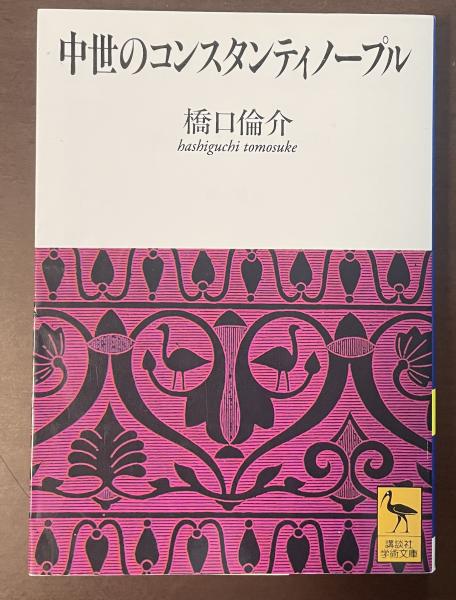 中世のコンスタンティノープル
橋口倫介
hashiguchi tomosuke
講談社
学術文庫